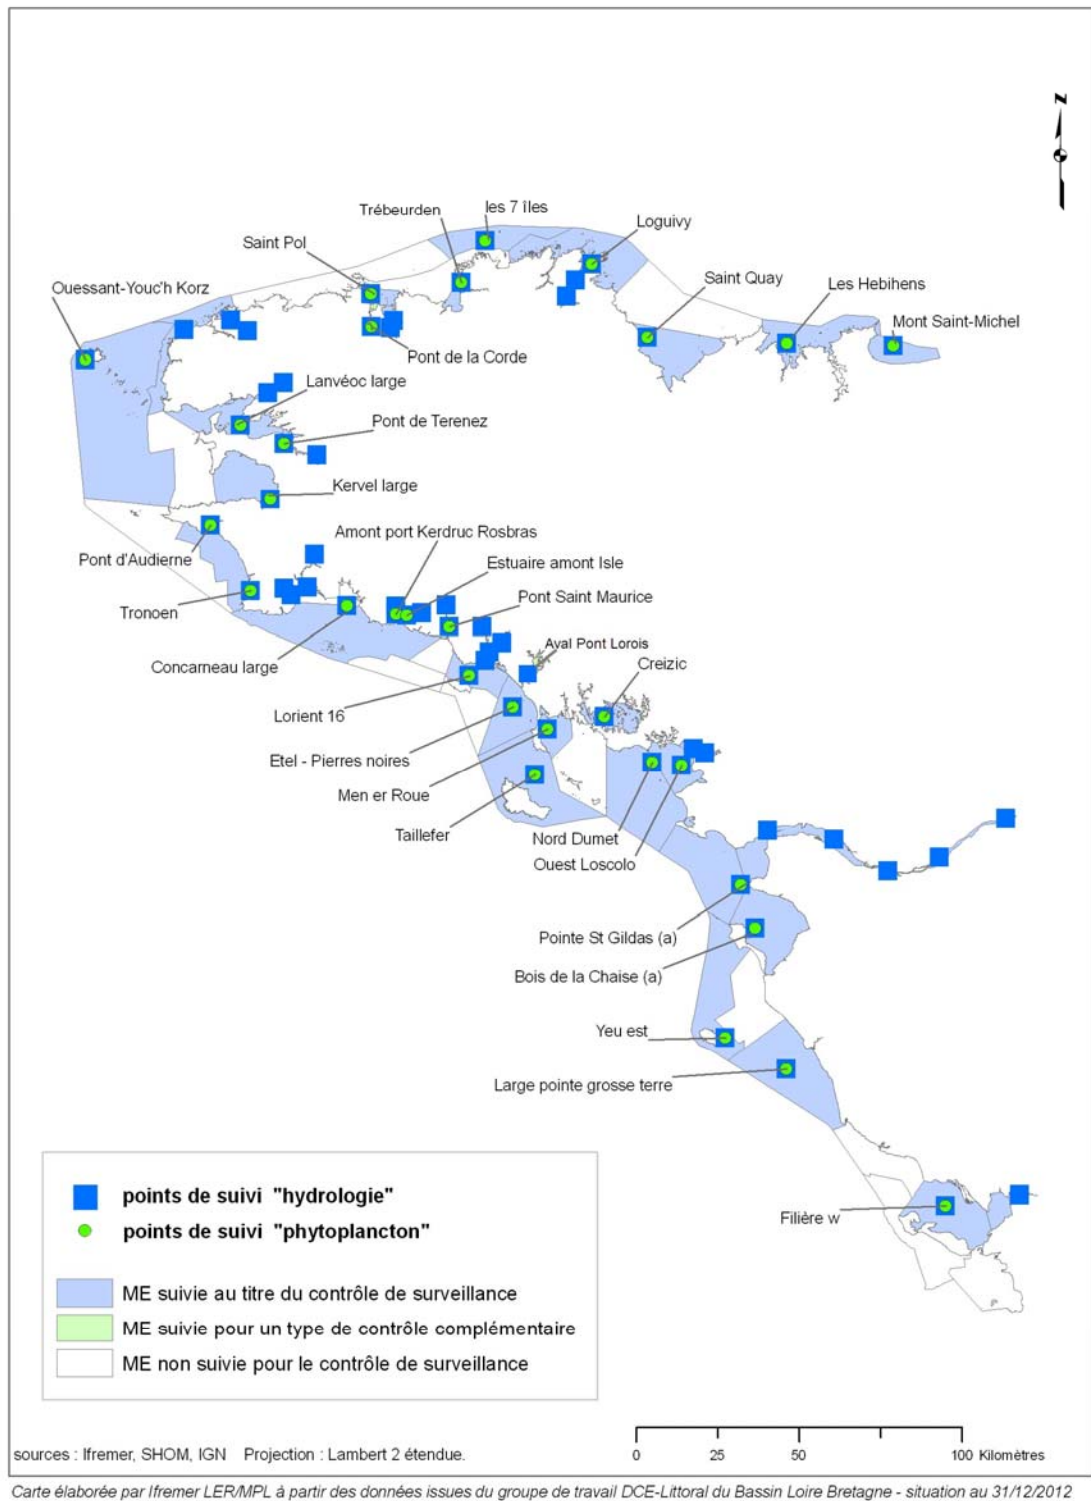 N
Trébeurden
les 7 îles
Loguivy
Saint Pol
Saint Quay
Les Hebihens
Ouessant-Youc'h Korz
Mont Saint-Michel
Pont de la Corde
Lanvéoc large
Pont de Terenez
Kervel large
Amont port Kerdruc Rosbras
Pont d'Audierne
Estuaire amont Isle
Pont Saint Maurice
Tronoen
Aval Pont Lorois
Concarneau large
Creizic
Lorient 16
Etel - Pierres noires
Men er Roue
Taillefer
Nord Dumet
Ouest Loscolo
Pointe St Gildas (a)
Bois de la Chaise (a)
Yeu est
Large pointe grosse terre
Filière w
points de suivi "hydrologie"
points de suivi "phytoplancton"
ME suivie au titre du contrôle de surveillance
ME suivie pour un type de contrôle complémentaire
ME non suivie pour le contrôle de surveillance
sources : Ifremer, SHOM, IGN Projection : Lambert 2 étendue.
0 25 50 100 Kilomètres
Carte élaborée par Ifremer LER/MPL à partir des données issues du groupe de travail DCE-Littoral du Bassin Loire Bretagne - situation au 31/12/2012